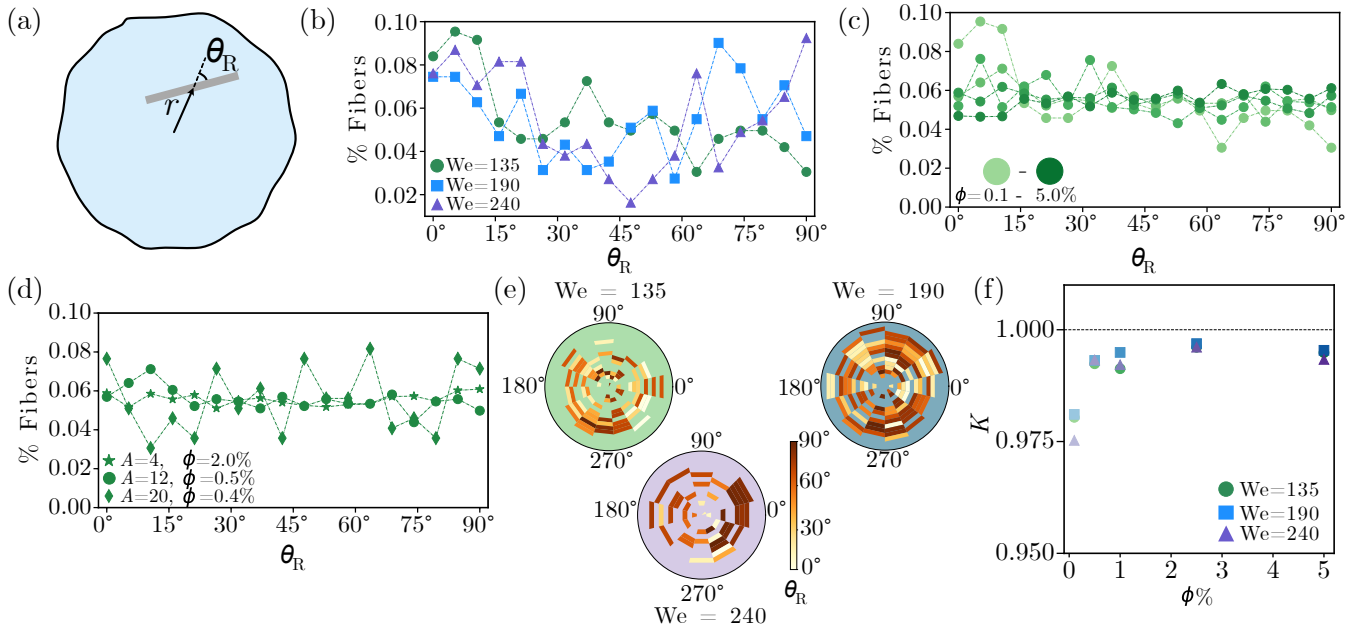 (a)
θR
r
(b)
% Fibers
0.10
0.08
0.06
0.04
0.02
We=135
We=190
We=240
0° 15° 30° 45° 60° 75° 90°
θR
(c)
% Fibers
0.10
0.08
0.06
0.04
0.02
0.00
-
ϕ=0.1 - 5.0%
0° 15° 30° 45° 60° 75° 90°
θR
(d)
% Fibers
0.10
0.08
0.06
0.04
0.02
0.00
A=4, ϕ=2.0%
A=12, ϕ=0.5%
A=20, ϕ=0.4%
0° 15° 30° 45° 60° 75° 90°
θR
(e)
We = 135
90°
180° 0°
270°
We = 190
90°
180° 0°
270°
90°
180° 0°
270°
We = 240
90°
60°
30°
0°
θR
(f)
K
1.000
0.975
0.950
We=135
We=190
We=240
0 1 2 3 4 5
ϕ%